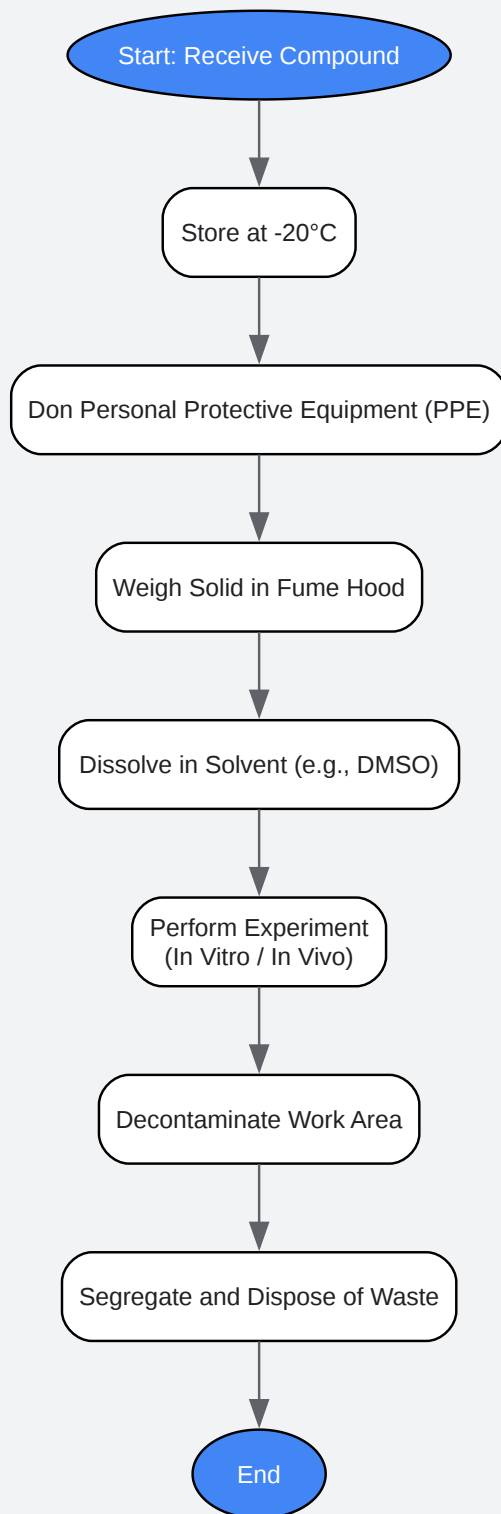 Start: Receive Compound
Store at -20°C
Don Personal Protective Equipment (PPE)
Weigh Solid in Fume Hood
Dissolve in Solvent (e.g., DMSO)
Perform Experiment
(In Vitro / In Vivo)
Decontaminate Work Area
Segregate and Dispose of Waste
End